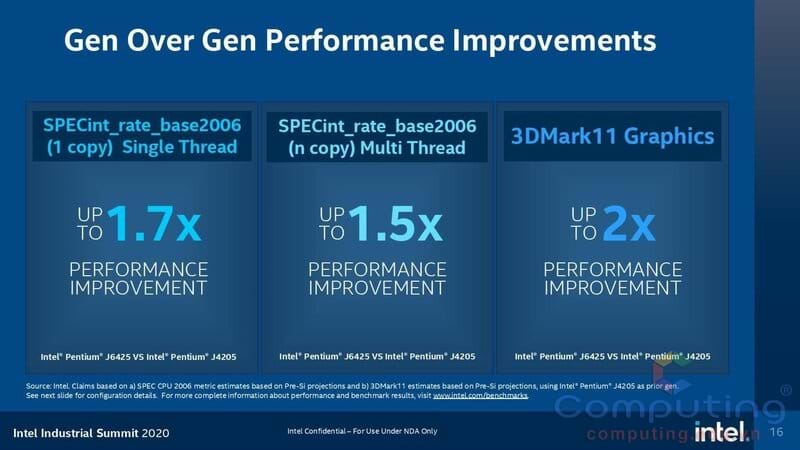 Gen Over Gen Performance Improvements
SPECint_rate_base2006
(1 copy) Single Thread
UP TO 1.7x
PERFORMANCE
IMPROVEMENT
Intel® Pentium® J6425 VS Intel® Pentium® J4205
SPECint_rate_base2006
(n copy) Multi Thread
UP TO 1.5x
PERFORMANCE
IMPROVEMENT
Intel® Pentium® J6425 VS Intel® Pentium® J4205
3DMark11 Graphics
UP TO 2x
PERFORMANCE
IMPROVEMENT
Intel® Pentium® J6425 VS Intel® Pentium® J4205
Source: Intel. Claims based on a) SPEC CPU 2006 metric estimates based on Pre-Si projections and b) 3DMark11 estimates based on Pre-Si projections, using Intel® Pentium® J4205 as prior gen.
See next slide for configuration details. For more complete information about performance and benchmark results, visit www.intel.com/benchmarks.
Computing®
Intel Industrial Summit 2020
Intel Confidential – For Use Under NDA Only
intel.
16